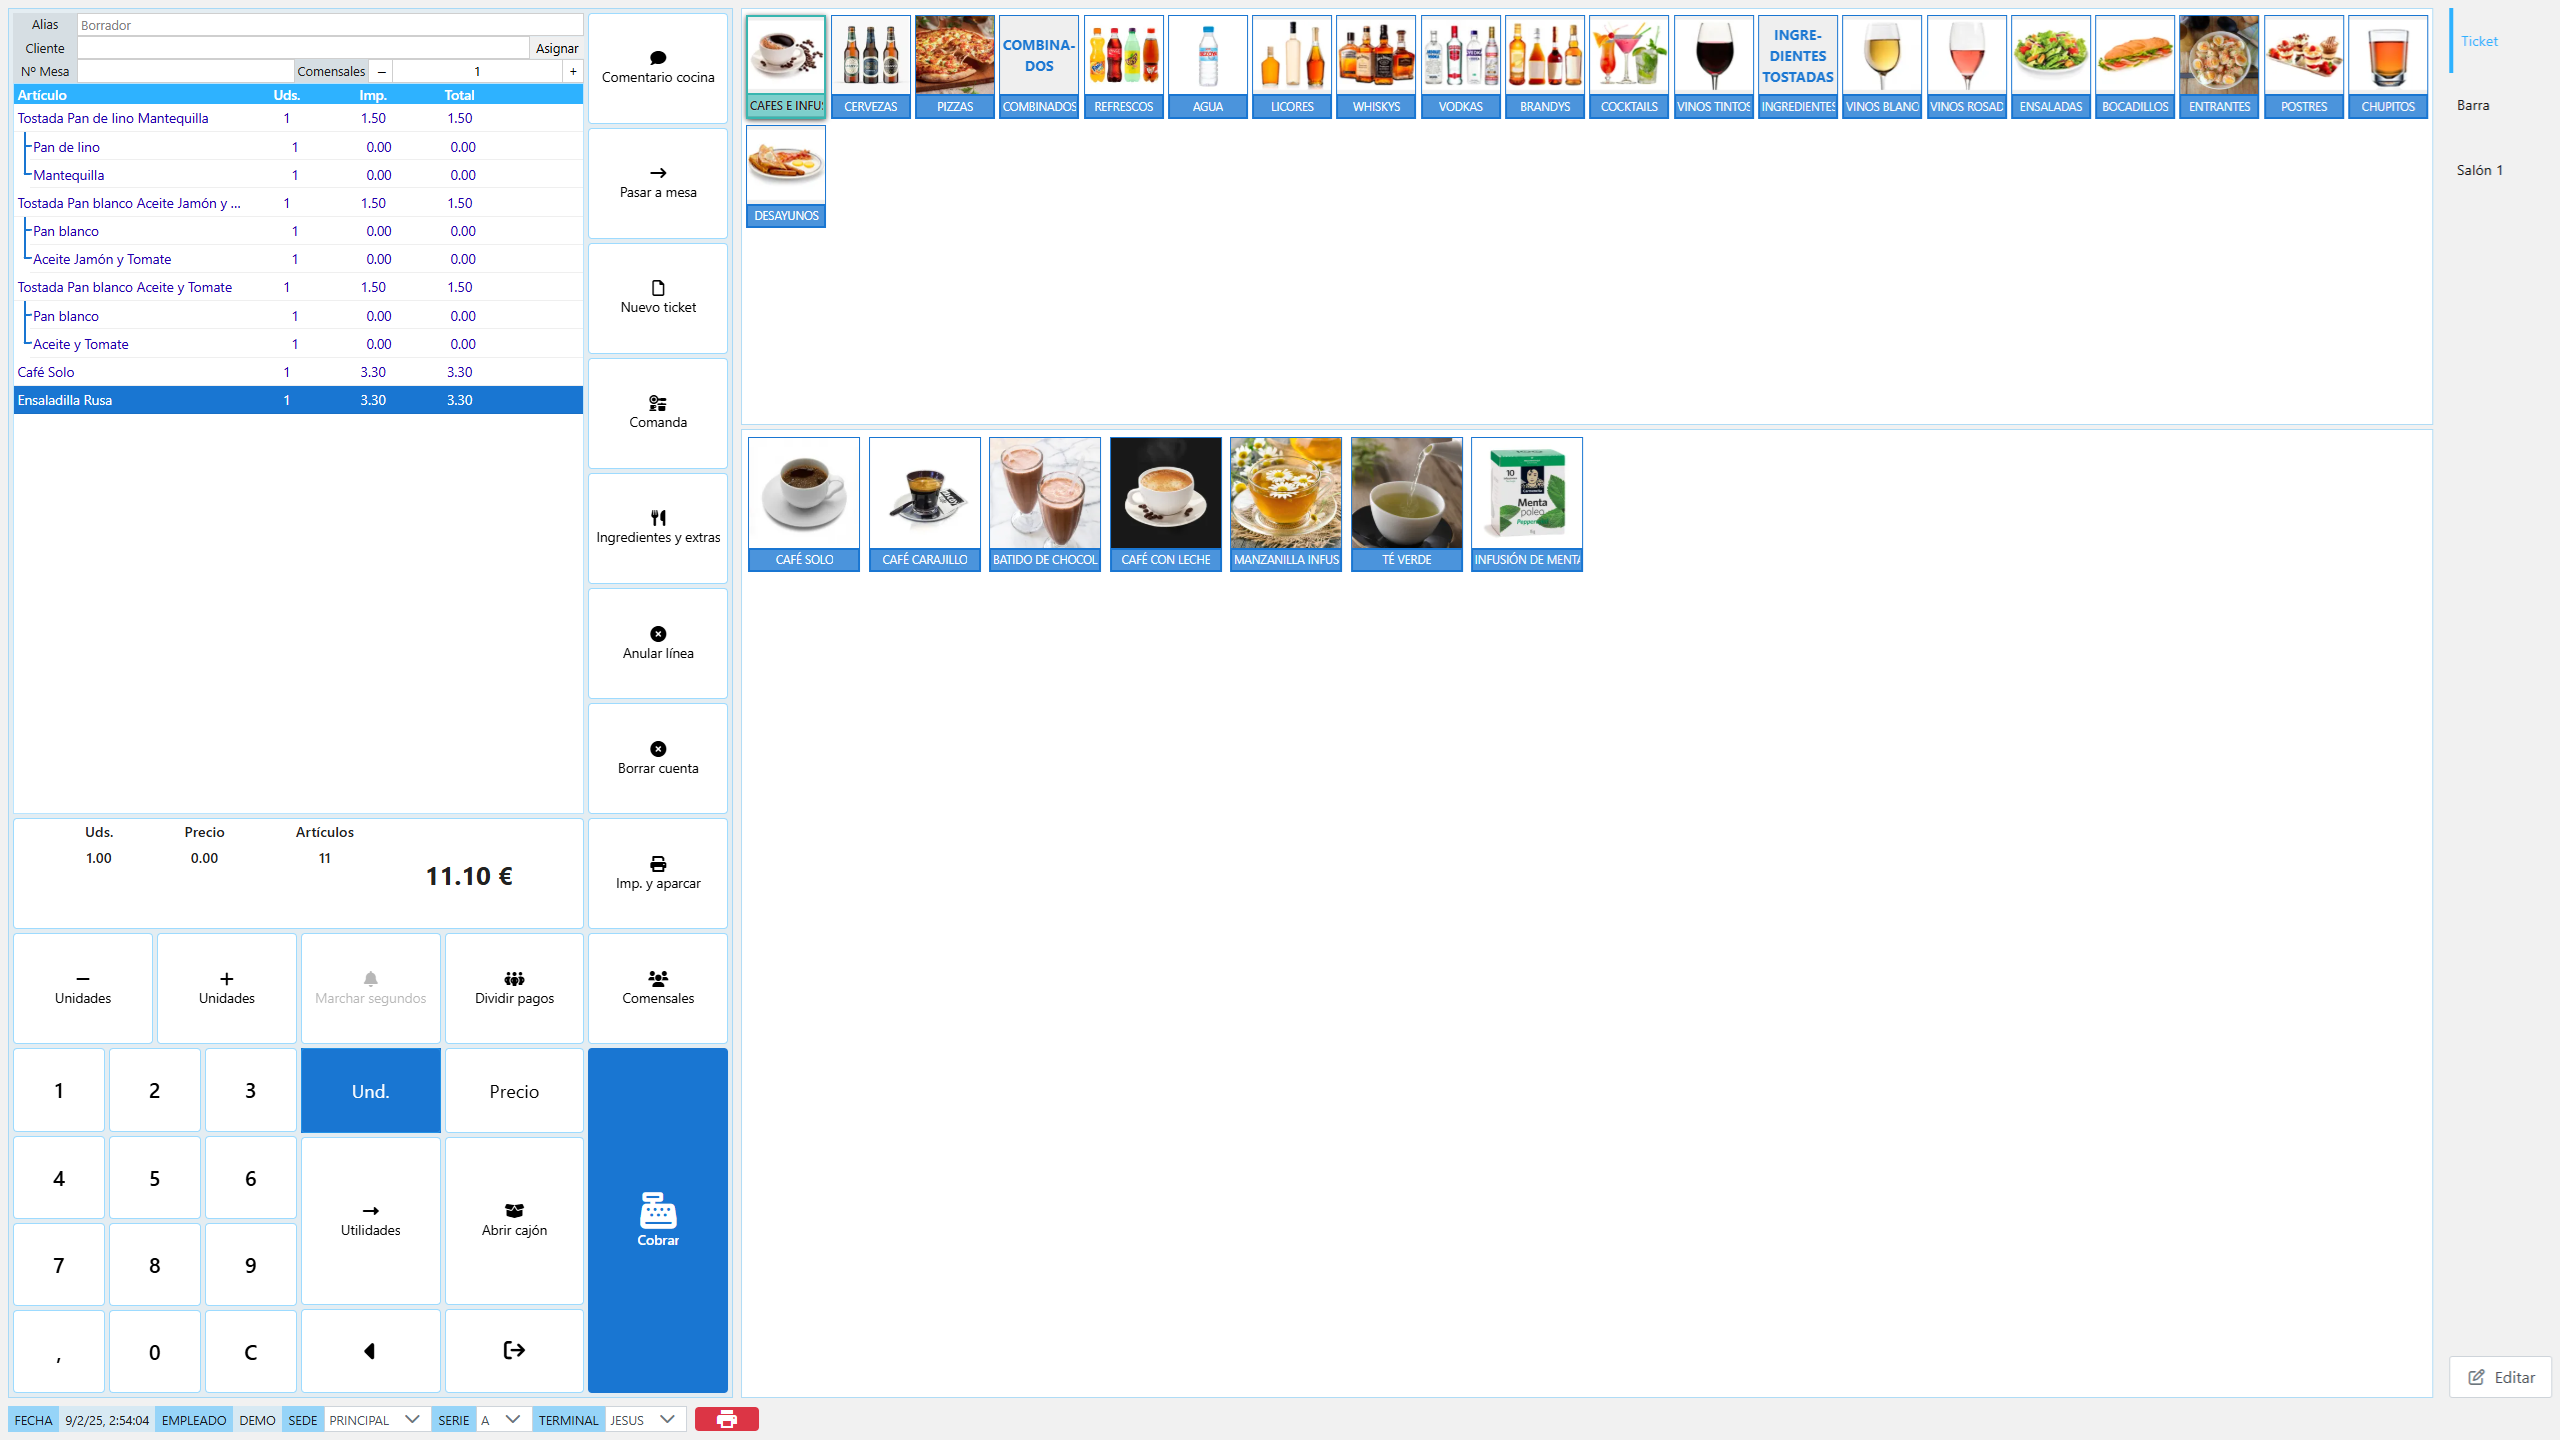 Alias Borrador
Cliente Asignar
Nº Mesa Comensales – 1 +
Artículo Uds. Imp. Total
Tostada Pan de lino Mantequilla 1 1.50 1.50
Pan de lino 1 0.00 0.00
Mantequilla 1 0.00 0.00
Tostada Pan blanco Aceite Jamón y ... 1 1.50 1.50
Pan blanco 1 0.00 0.00
Aceite Jamón y Tomate 1 0.00 0.00
Tostada Pan blanco Aceite y Tomate 1 1.50 1.50
Pan blanco 1 0.00 0.00
Aceite y Tomate 1 0.00 0.00
Café Solo 1 3.30 3.30
Ensaladilla Rusa 1 3.30 3.30
Uds. Precio Artículos
1.00 0.00 11
11.10 €
Unidades
Unidades
Marchar segundos
Dividir pagos
1 2 3 Und. Precio
4 5 6
Utilidades
Abrir cajón
7 8 9
, 0 C
Comentario cocina
Pasar a mesa
Nuevo ticket
Comanda
Ingredientes y extras
Anular línea
Borrar cuenta
Imp. y aparcar
Comensales
Cobrar
COMBINA-
DOS
INGRE-
DIENTES
TOSTADAS
CAFES E INFUS CERVEZAS PIZZAS COMBINADOS REFRESCOS AGUA LICORES WHISKYS VODKAS BRANDYS COCKTAILS VINOS TINTOS INGREDIENTES VINOS BLANC VINOS ROSAD ENSALADAS BOCADILLOS ENTRANTES POSTRES CHUPITOS
DESAYUNOS
10
Menta
poleo
CAFÉ SOLO CAFÉ CARAJILLO BATIDO DE CHOCOL CAFÉ CON LECHE MANZANILLA INFUS TÉ VERDE INFUSIÓN DE MENTA
Ticket
Barra
Salón 1
Editar
FECHA 9/2/25, 2:54:04 EMPLEADO DEMO SEDE PRINCIPAL SERIE A TERMINAL JESUS